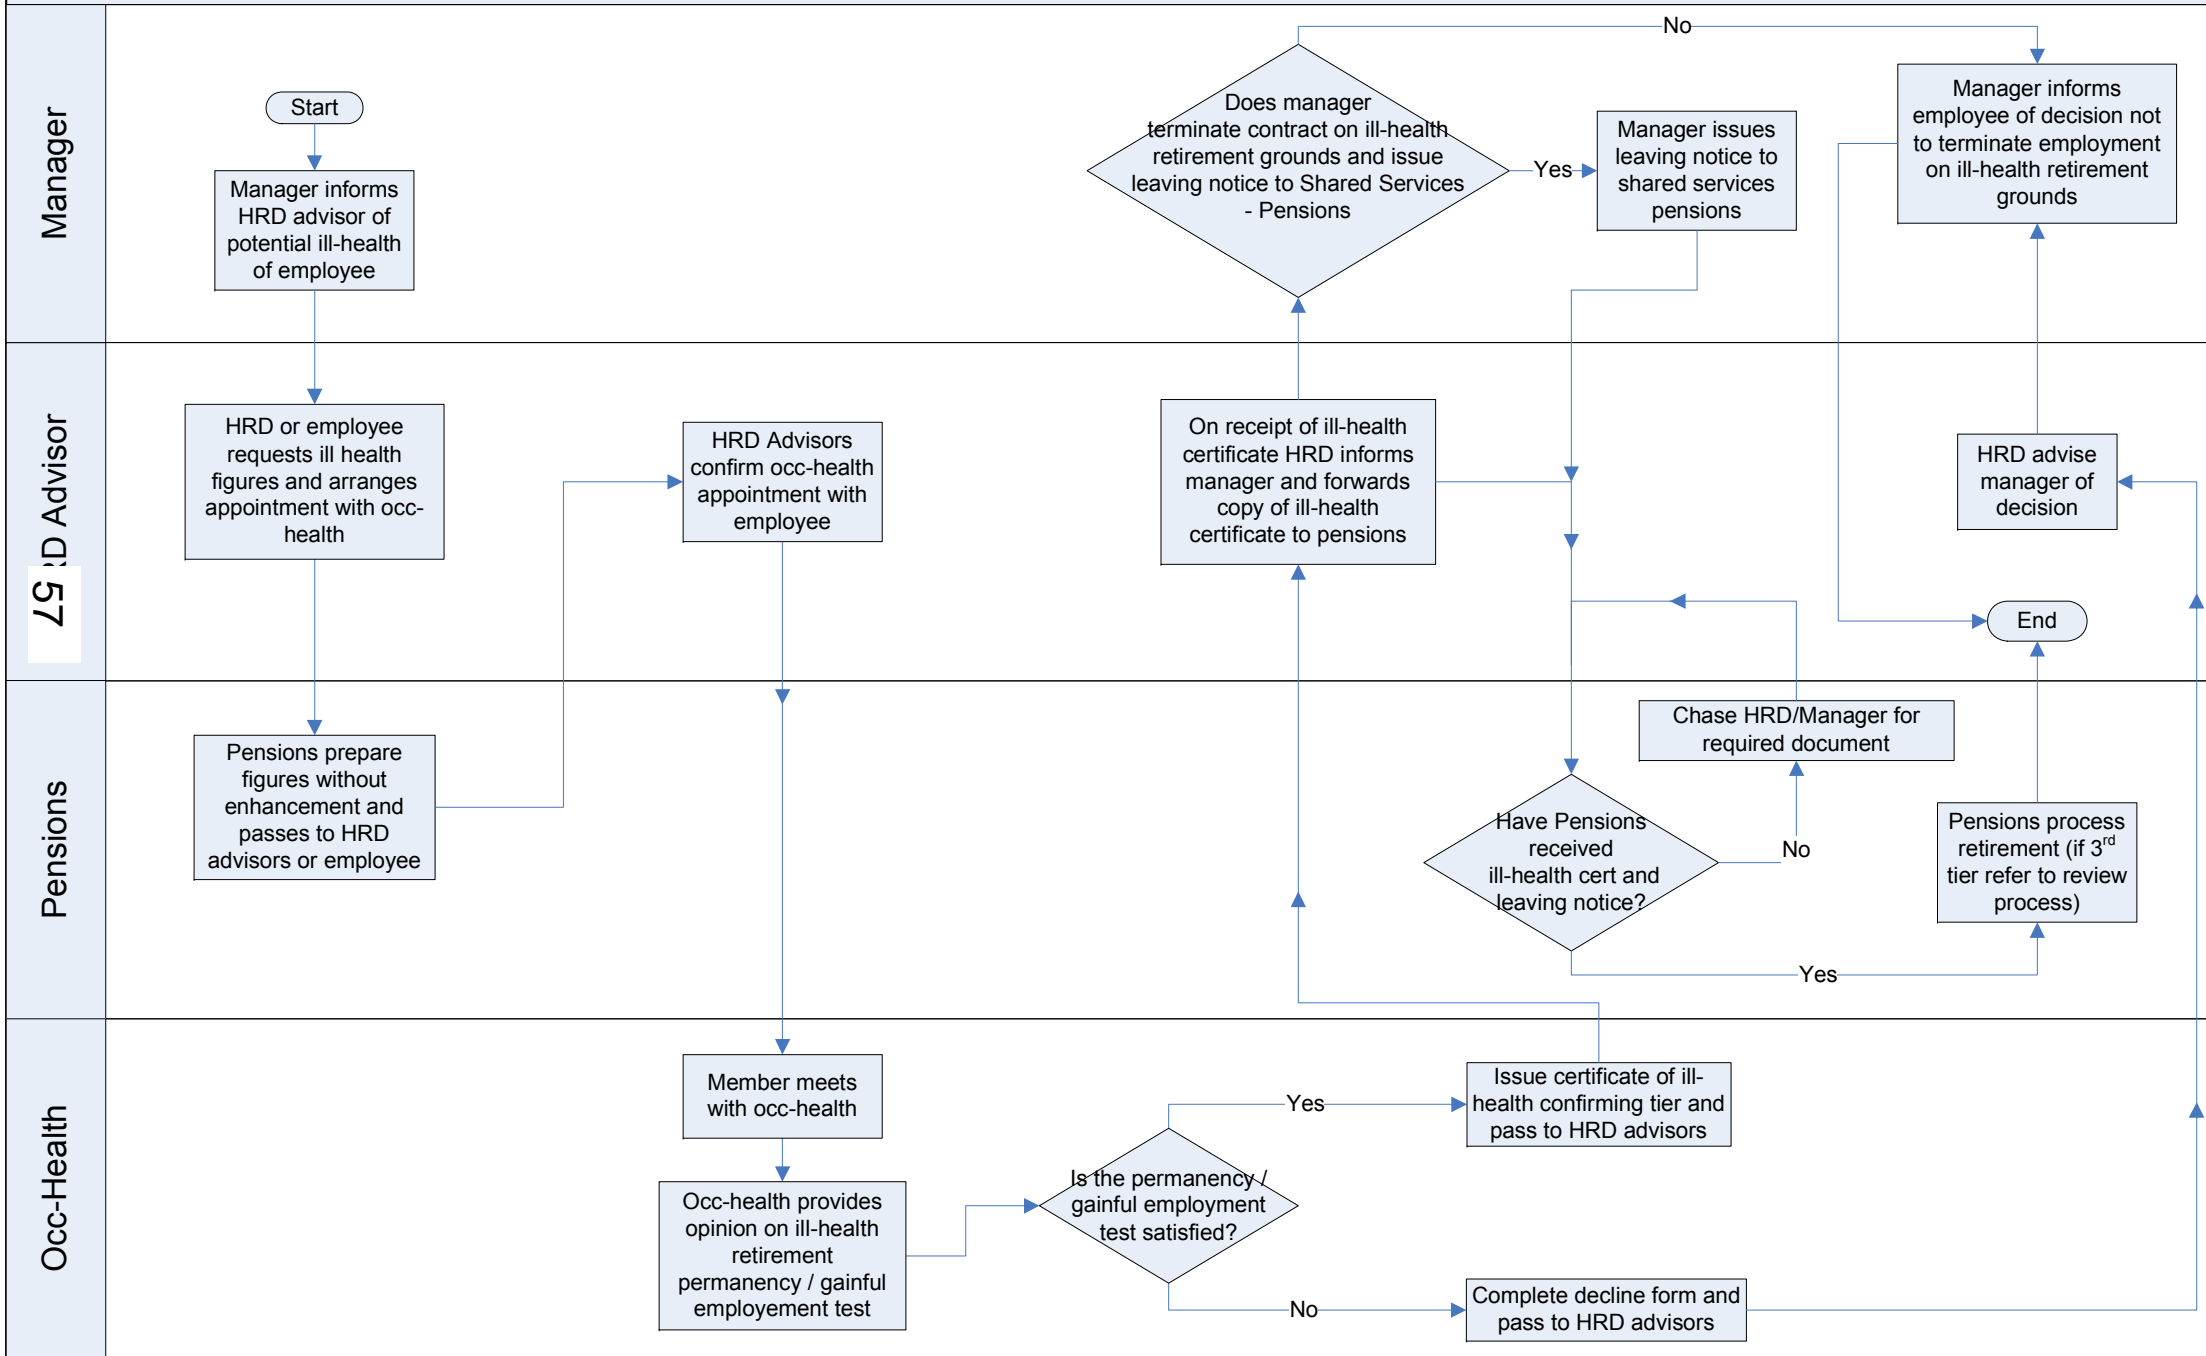 Manager
Start
Manager informs
HRD advisor of
potential ill-health
of employee
Does manager
terminate contract on ill-health
retirement grounds and issue
leaving notice to Shared Services
- Pensions
No
Yes
Manager issues
leaving notice to
shared services
pensions
Manager informs
employee of decision not
to terminate employment
on ill-health retirement
grounds
RD Advisor
57
HRD or employee
requests ill health
figures and arranges
appointment with occ-
health
HRD Advisors
confirm occ-health
appointment with
employee
On receipt of ill-health
certificate HRD informs
manager and forwards
copy of ill-health
certificate to pensions
HRD advise
manager of
decision
End
Pensions
Pensions prepare
figures without
enhancement and
passes to HRD
advisors or employee
Chase HRD/Manager for
required document
Have Pensions
received
ill-health cert and
leaving notice?
No
Yes
Pensions process
retirement (if 3rd
tier refer to review
process)
Occ-Health
Member meets
with occ-health
Occ-health provides
opinion on ill-health
retirement
permanency / gainful
employement test
Is the permanency /
gainful employment
test satisfied?
Yes
Issue certificate of ill-
health confirming tier and
pass to HRD advisors
No
Complete decline form and
pass to HRD advisors